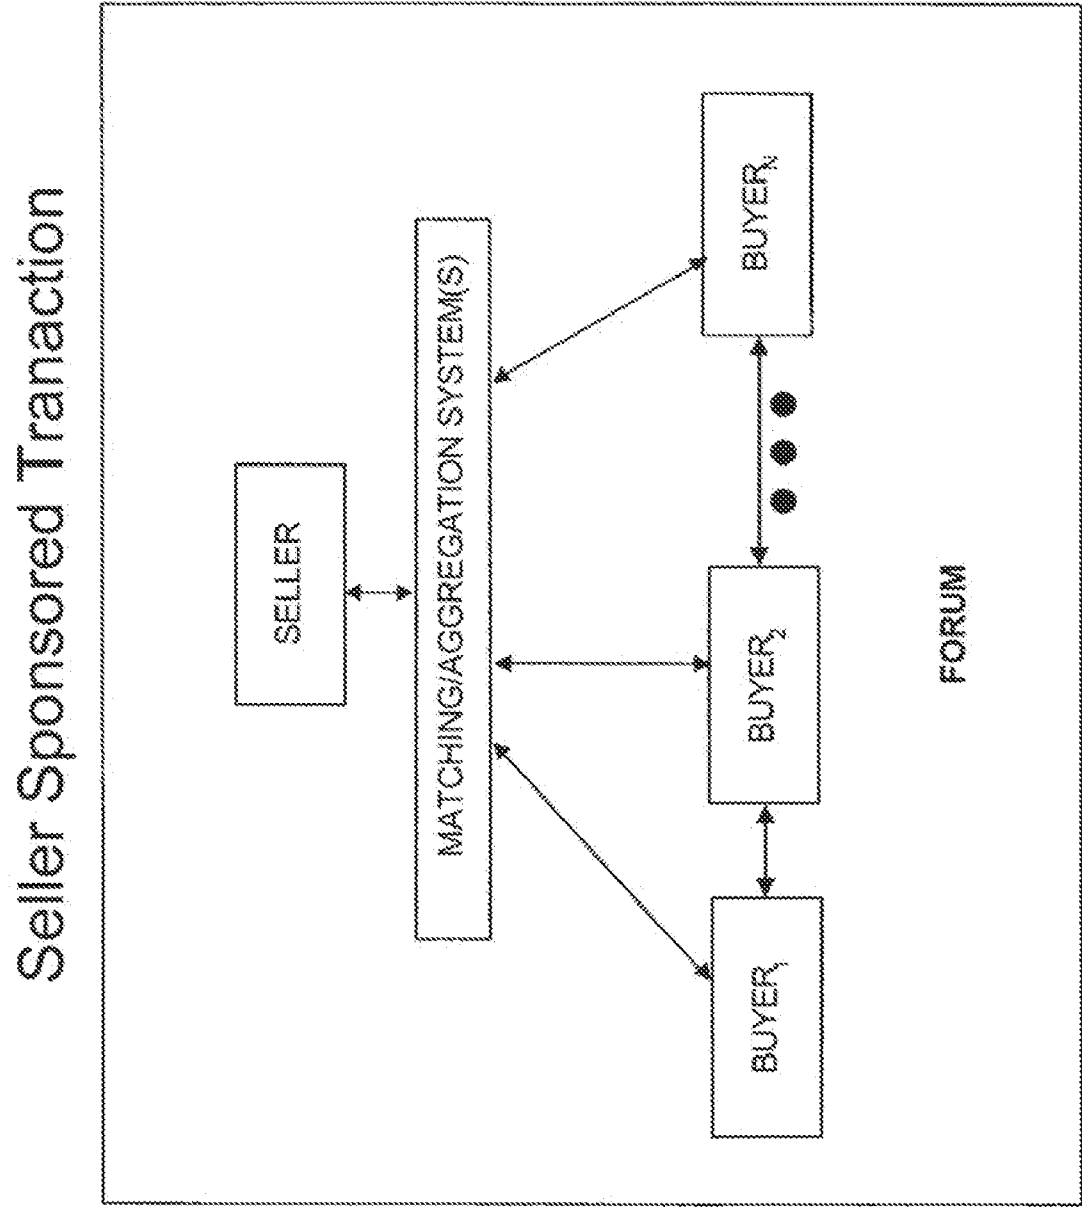 Seller Sponsored Tranaction
SELLER
MATCHING/AGGREGATION SYSTEM(S)
BUYER₁
BUYER₂
BUYERₙ
FORUM